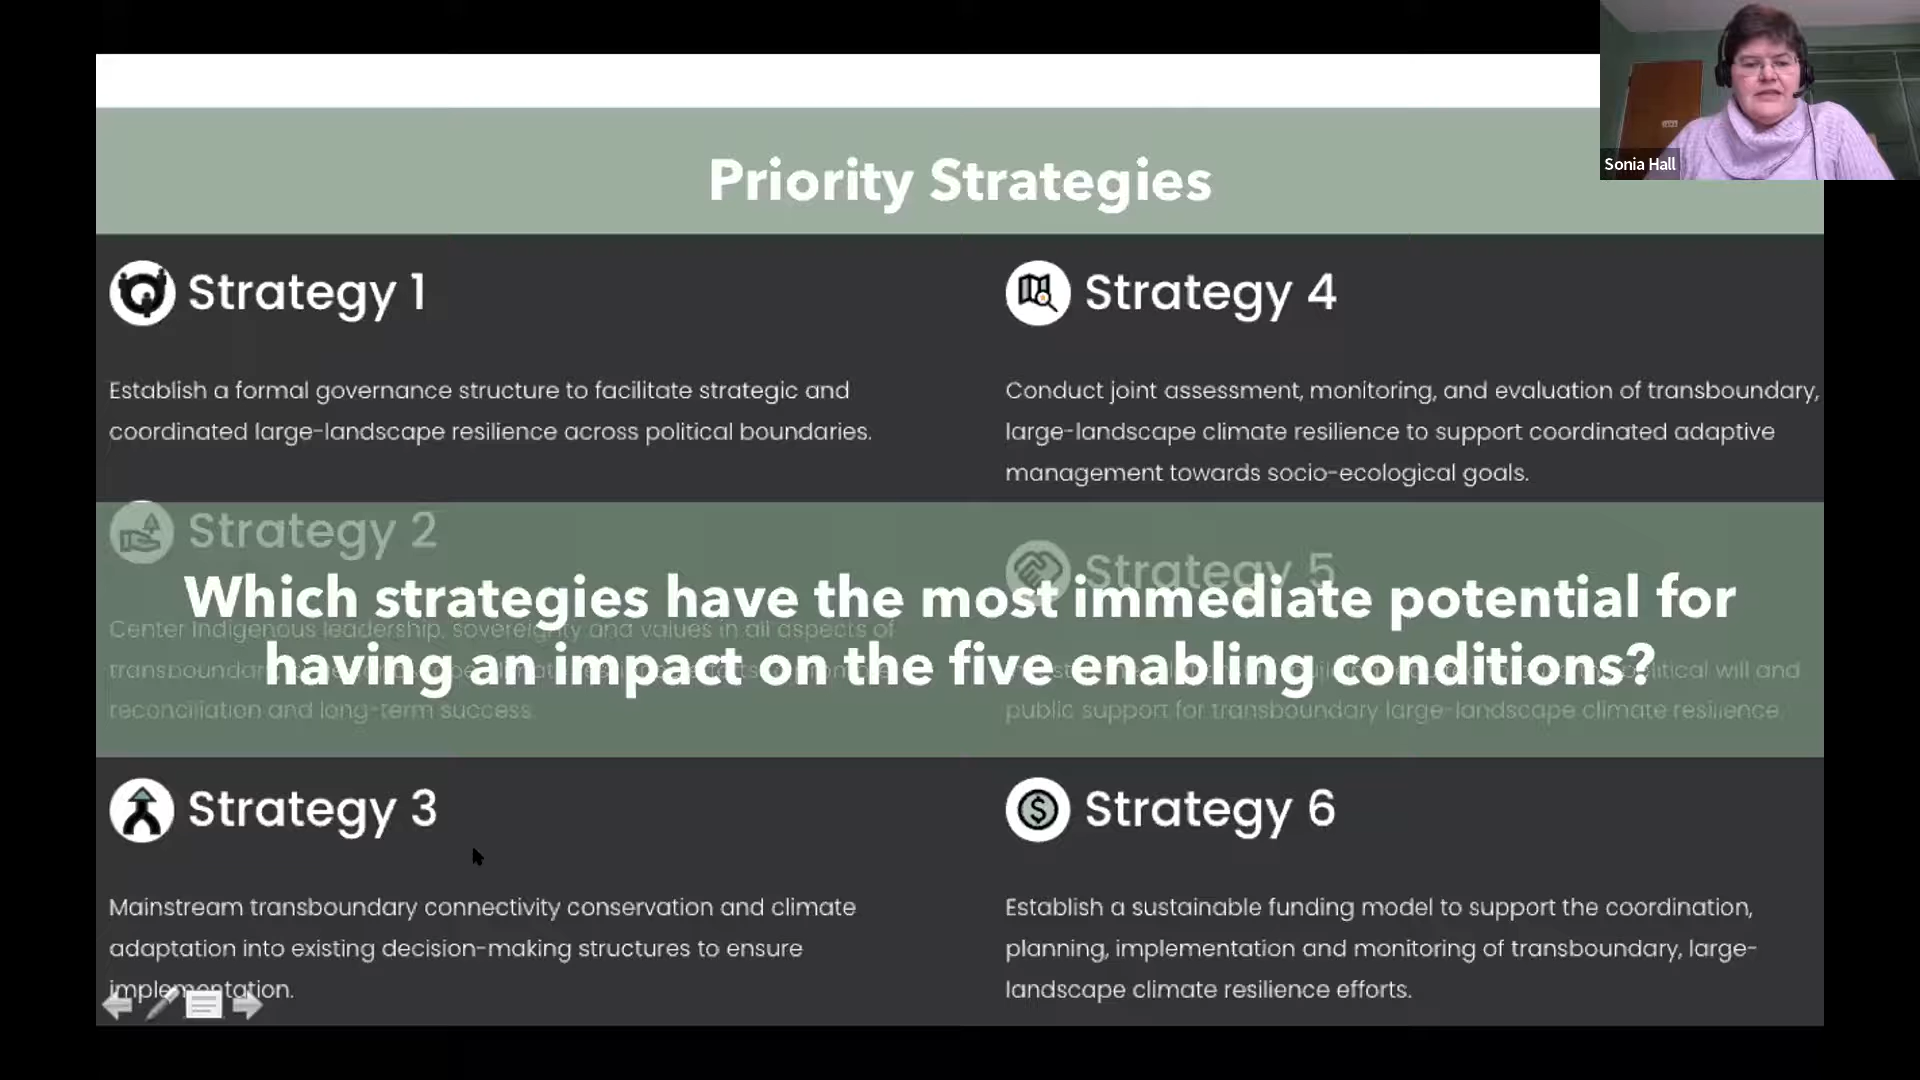 Sonia Hall
Priority Strategies
Strategy 1
Establish a formal governance structure to facilitate strategic and
coordinated large-landscape resilience across political boundaries.
Strategy 2
Center Indigenous leadership, sovereignty and values in all aspects of
transboundary
reconciliation and long-term success.
Strategy 3
Mainstream transboundary connectivity conservation and climate
adaptation into existing decision-making structures to ensure
implementation.
Strategy 4
Conduct joint assessment, monitoring, and evaluation of transboundary,
large-landscape climate resilience to support coordinated adaptive
management towards socio-ecological goals.
Strategy 5
political will and
public support for transboundary large-landscape climate resilience.
Strategy 6
Establish a sustainable funding model to support the coordination,
planning, implementation and monitoring of transboundary, large-
landscape climate resilience efforts.
Which strategies have the most immediate potential for
having an impact on the five enabling conditions?